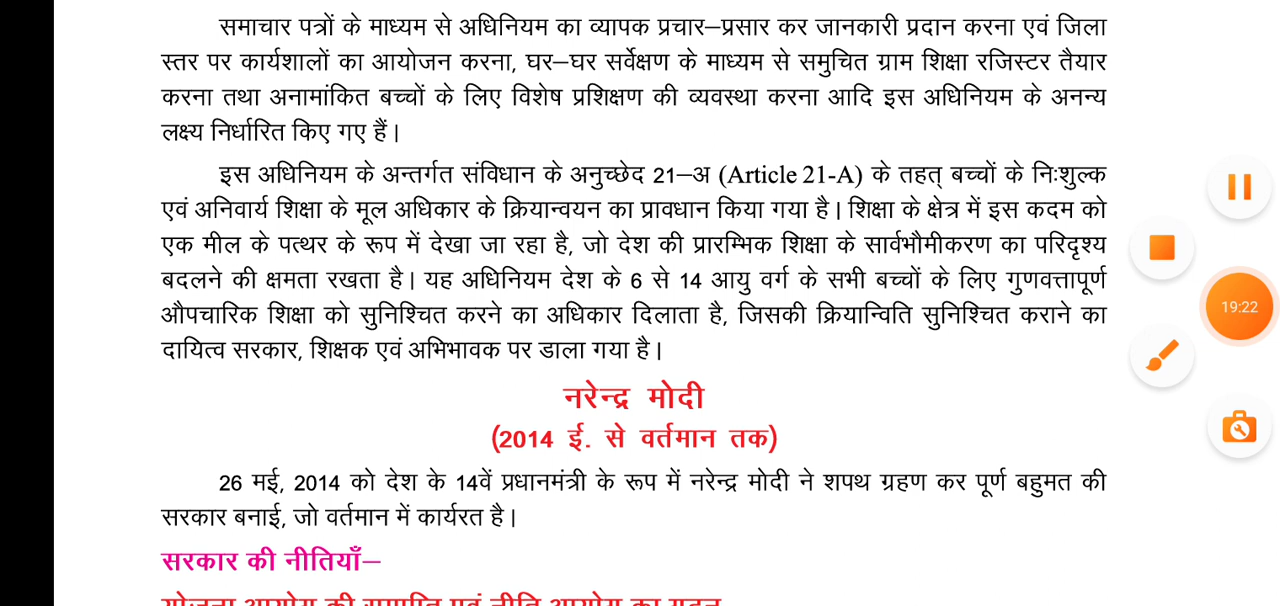 समाचार पत्रों के माध्यम से अधिनियम का व्यापक प्रचार–प्रसार कर जानकारी प्रदान करना एवं जिला
स्तर पर कार्यशालों का आयोजन करना, घर–घर सर्वेक्षण के माध्यम से समुचित ग्राम शिक्षा रजिस्टर तैयार
करना तथा अनामांकित बच्चों के लिए विशेष प्रशिक्षण की व्यवस्था करना आदि इस अधिनियम के अनन्य
लक्ष्य निर्धारित किए गए हैं।
इस अधिनियम के अन्तर्गत संविधान के अनुच्छेद 21–अ (Article 21-A) के तहत् बच्चों के निःशुल्क
एवं अनिवार्य शिक्षा के मूल अधिकार के क्रियान्वयन का प्रावधान किया गया है। शिक्षा के क्षेत्र में इस कदम को
एक मील के पत्थर के रूप में देखा जा रहा है, जो देश की प्रारम्भिक शिक्षा के सार्वभौमीकरण का परिदृश्य
बदलने की क्षमता रखता है। यह अधिनियम देश के 6 से 14 आयु वर्ग के सभी बच्चों के लिए गुणवत्तापूर्ण
औपचारिक शिक्षा को सुनिश्चित करने का अधिकार दिलाता है, जिसकी क्रियान्विति सुनिश्चित कराने का
दायित्व सरकार, शिक्षक एवं अभिभावक पर डाला गया है।
19:22
नरेन्द्र मोदी
(2014 ई. से वर्तमान तक)
26 मई, 2014 को देश के 14वें प्रधानमंत्री के रूप में नरेन्द्र मोदी ने शपथ ग्रहण कर पूर्ण बहुमत की
सरकार बनाई, जो वर्तमान में कार्यरत है।
सरकार की नीतियाँ–
योजना आयोग की समाप्ति एवं नीति आयोग का गठन